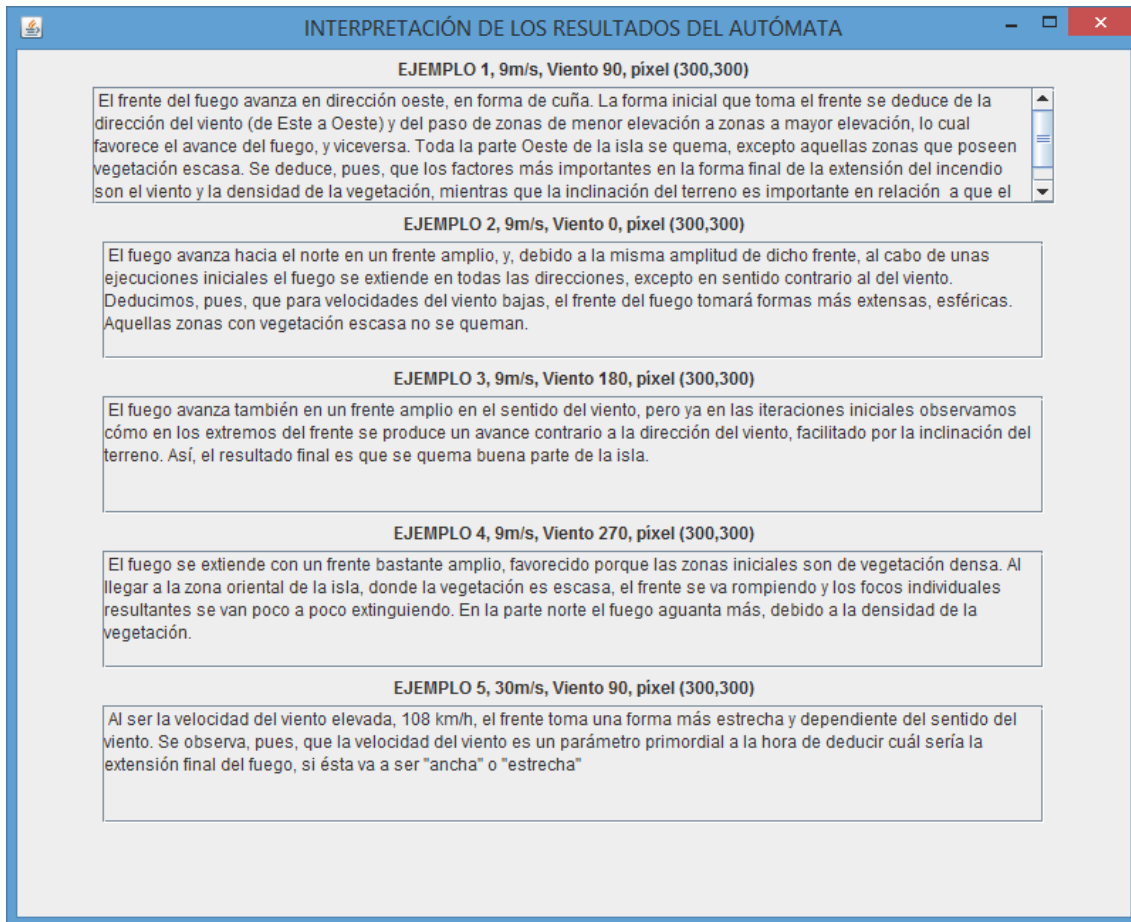 INTERPRETACIÓN DE LOS RESULTADOS DEL AUTÓMATA
EJEMPLO 1, 9m/s, Viento 90, píxel (300,300)
El frente del fuego avanza en dirección oeste, en forma de cuña. La forma inicial que toma el frente se deduce de la
dirección del viento (de Este a Oeste) y del paso de zonas de menor elevación a zonas a mayor elevación, lo cual
favorece el avance del fuego, y viceversa. Toda la parte Oeste de la isla se quema, excepto aquellas zonas que poseen
vegetación escasa. Se deduce, pues, que los factores más importantes en la forma final de la extensión del incendio
son el viento y la densidad de la vegetación, mientras que la inclinación del terreno es importante en relación a que el
EJEMPLO 2, 9m/s, Viento 0, píxel (300,300)
El fuego avanza hacia el norte en un frente amplio, y, debido a la misma amplitud de dicho frente, al cabo de unas
ejecuciones iniciales el fuego se extiende en todas las direcciones, excepto en sentido contrario al del viento.
Deducimos, pues, que para velocidades del viento bajas, el frente del fuego tomará formas más extensas, esféricas.
Aquellas zonas con vegetación escasa no se queman.
EJEMPLO 3, 9m/s, Viento 180, píxel (300,300)
El fuego avanza también en un frente amplio en el sentido del viento, pero ya en las iteraciones iniciales observamos
cómo en los extremos del frente se produce un avance contrario a la dirección del viento, facilitado por la inclinación del
terreno. Así, el resultado final es que se quema buena parte de la isla.
EJEMPLO 4, 9m/s, Viento 270, píxel (300,300)
El fuego se extiende con un frente bastante amplio, favorecido porque las zonas iniciales son de vegetación densa. Al
llegar a la zona oriental de la isla, donde la vegetación es escasa, el frente se va rompiendo y los focos individuales
resultantes se van poco a poco extinguiendo. En la parte norte el fuego aguanta más, debido a la densidad de la
vegetación.
EJEMPLO 5, 30m/s, Viento 90, píxel (300,300)
Al ser la velocidad del viento elevada, 108 km/h, el frente toma una forma más estrecha y dependiente del sentido del
viento. Se observa, pues, que la velocidad del viento es un parámetro primordial a la hora de deducir cuál sería la
extensión final del fuego, si ésta va a ser "ancha" o "estrecha"